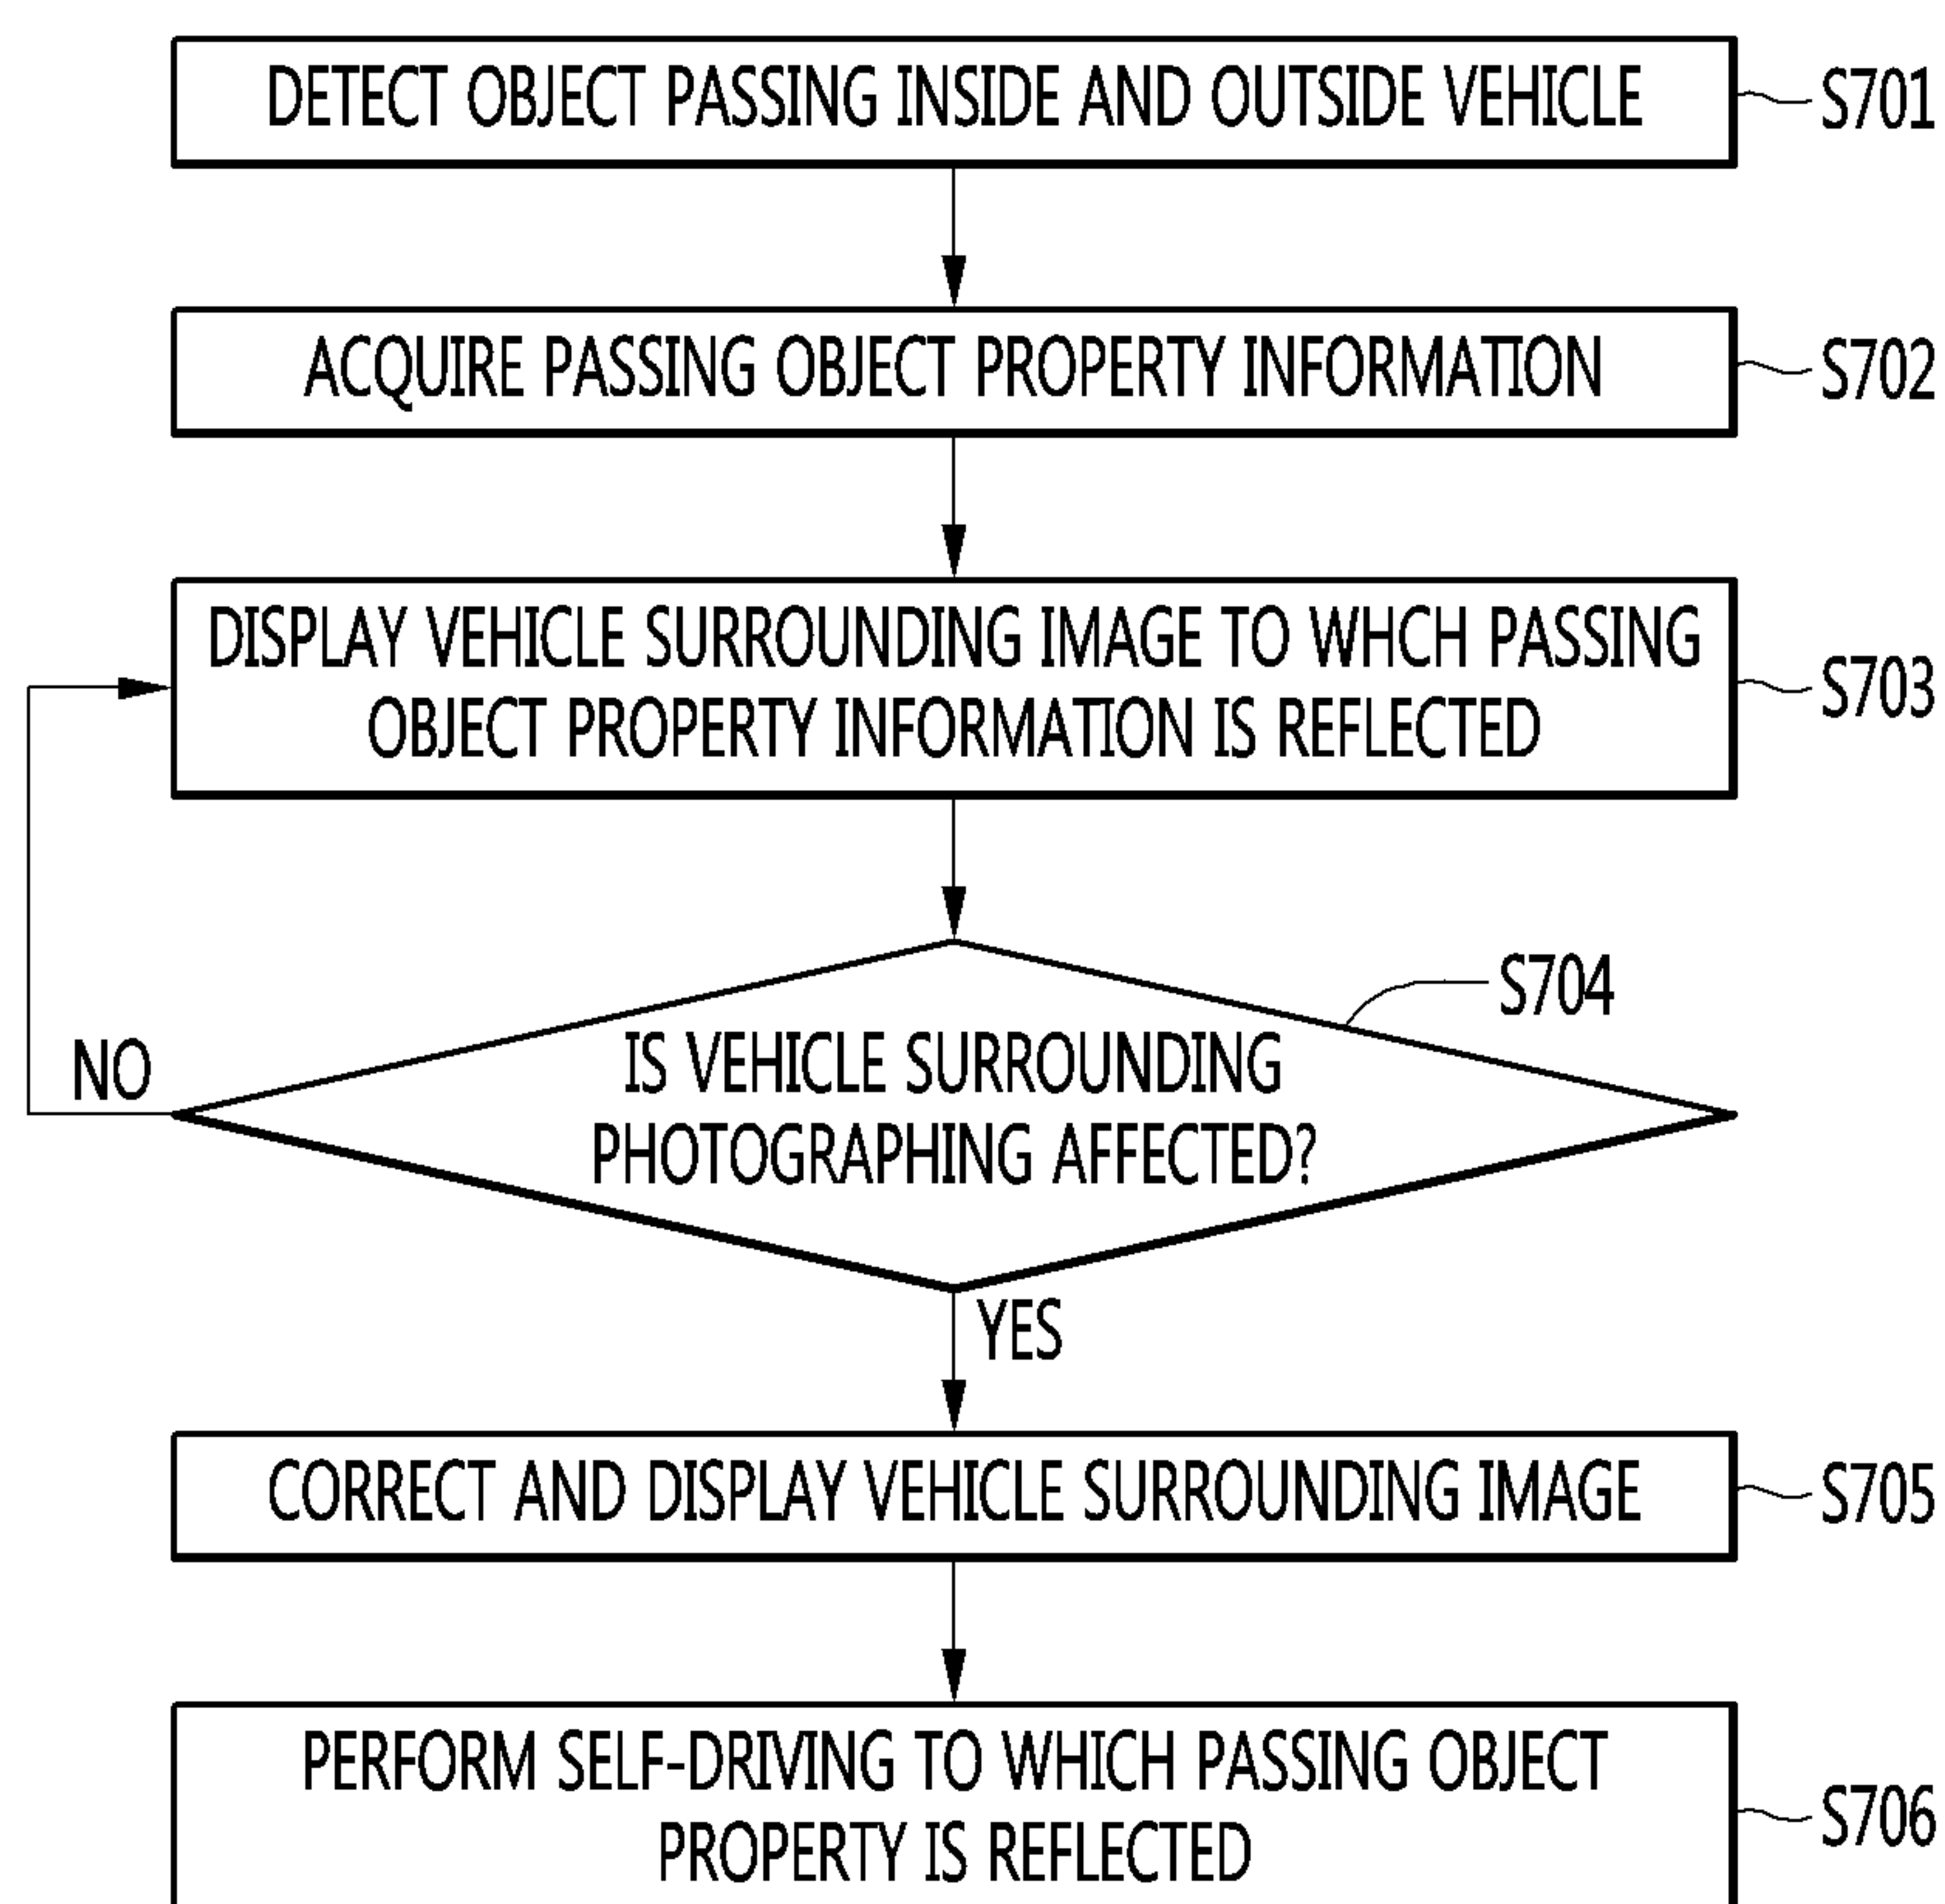 DETECT OBJECT PASSING INSIDE AND OUTSIDE VEHICLE
S701
ACQUIRE PASSING OBJECT PROPERTY INFORMATION
S702
DISPLAY VEHICLE SURROUNDING IMAGE TO WHCH PASSING
OBJECT PROPERTY INFORMATION IS REFLECTED
S703
S704
IS VEHICLE SURROUNDING
PHOTOGRAPHING AFFECTED?
NO
YES
CORRECT AND DISPLAY VEHICLE SURROUNDING IMAGE
S705
PERFORM SELF-DRIVING TO WHICH PASSING OBJECT
PROPERTY IS REFLECTED
S706